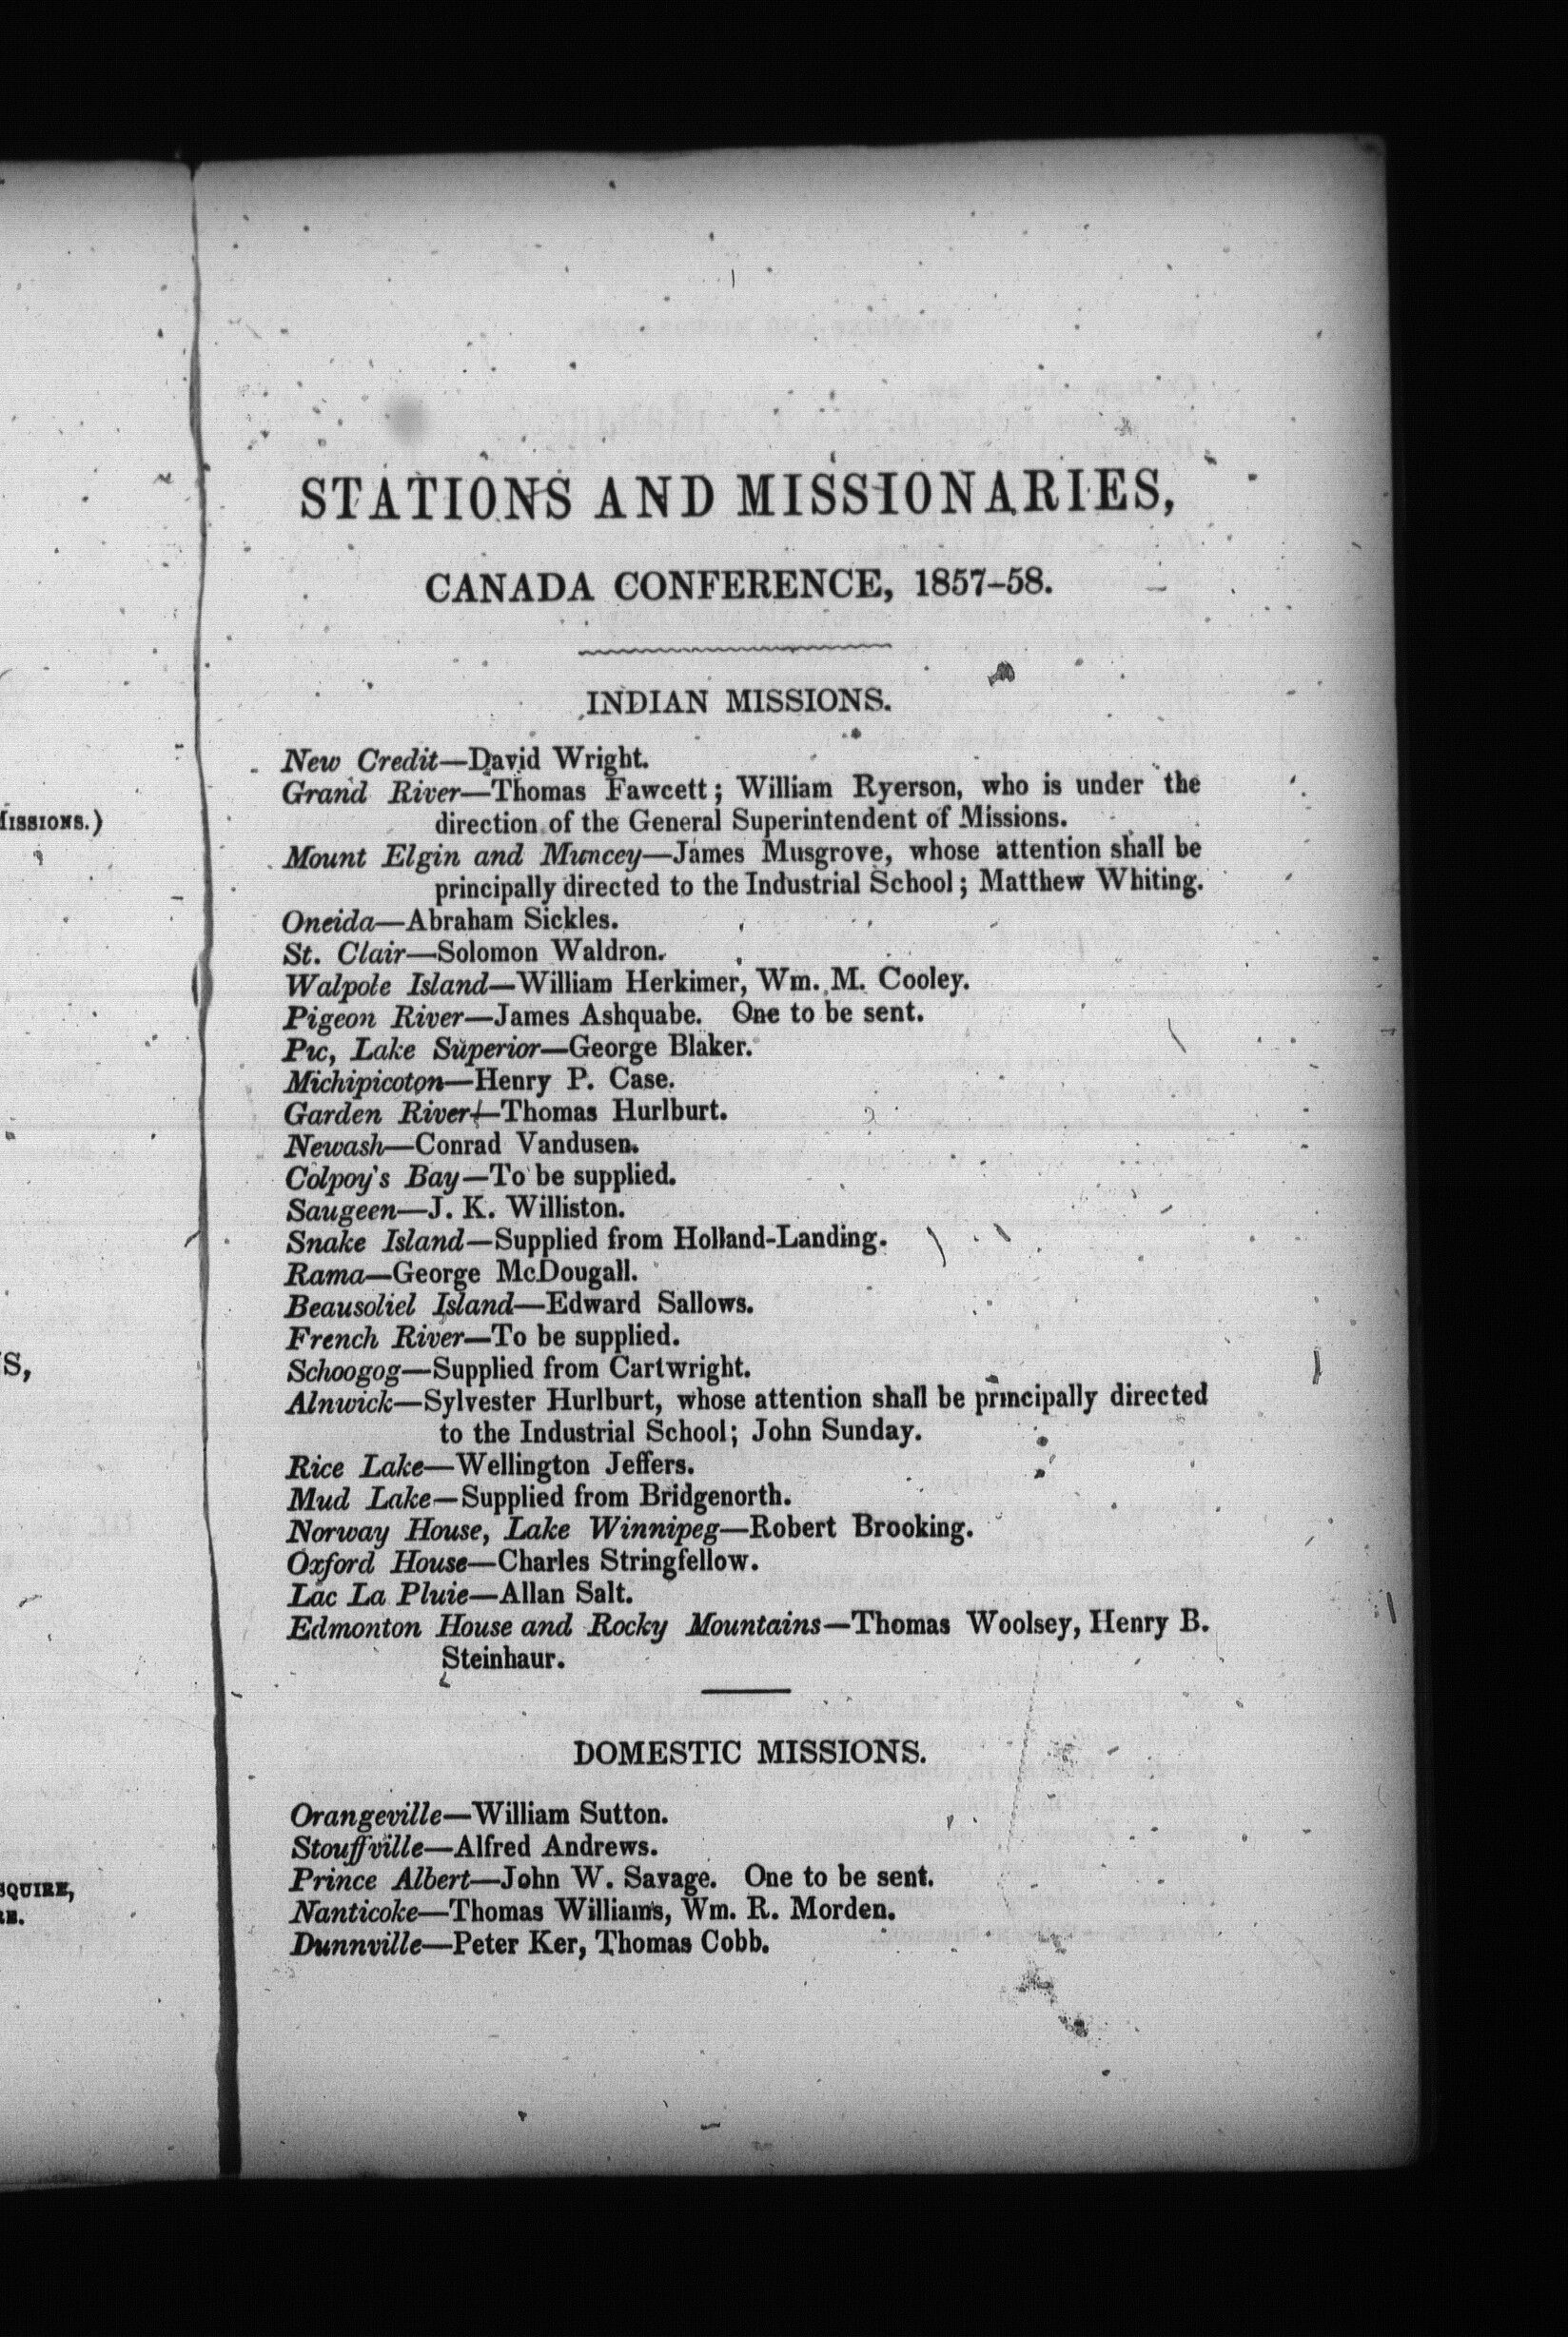 STATIONS AND MISSIONARIES,
CANADA CONFERENCE, 1857-58.
INDIAN MISSIONS.
New Credit—David Wright.
Grand River—Thomas Fawcett; William Ryerson, who is under the
direction of the General Superintendent of Missions.
Mount Elgin and Muncey—James Musgrove, whose attention shall be
principally directed to the Industrial School; Matthew Whiting.
Oneida—Abraham Sickles.
St. Clair—Solomon Waldron.
Walpole Island—William Herkimer, Wm. M. Cooley.
Pigeon River—James Ashquabe. One to be sent.
Pic, Lake Superior—George Blaker.
Michipicoton—Henry P. Case.
Garden River—Thomas Hurlburt.
Newash—Conrad Vandusen.
Colpoy's Bay—To be supplied.
Saugeen—J. K. Williston.
Snake Island—Supplied from Holland-Landing.
Rama—George McDougall.
Beausoliel Island—Edward Sallows.
French River—To be supplied.
Schoogog—Supplied from Cartwright.
Alnwick—Sylvester Hurlburt, whose attention shall be principally directed
to the Industrial School; John Sunday.
Rice Lake—Wellington Jeffers.
Mud Lake—Supplied from Bridgenorth.
Norway House, Lake Winnipeg—Robert Brooking.
Oxford House—Charles Stringfellow.
Lac La Pluie—Allan Salt.
Edmonton House and Rocky Mountains—Thomas Woolsey, Henry B.
Steinhaur.
DOMESTIC MISSIONS.
Orangeville—William Sutton.
Stouffville—Alfred Andrews.
Prince Albert—John W. Savage. One to be sent.
Nanticoke—Thomas Williams, Wm. R. Morden.
Dunnville—Peter Ker, Thomas Cobb.